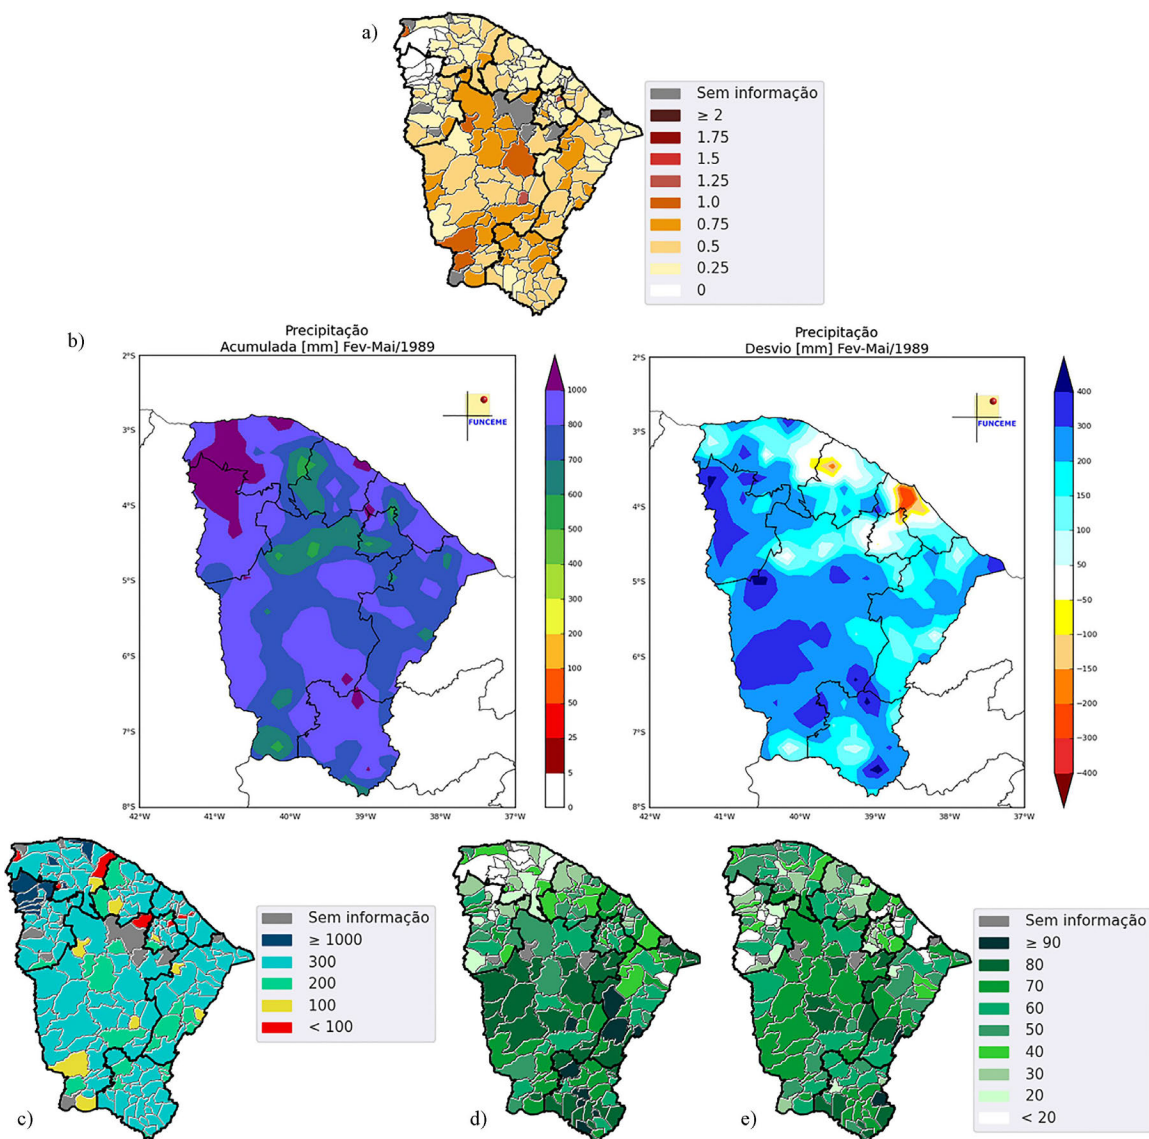 a)
Sem informação
≥ 2
1.75
1.5
1.25
1.0
0.75
0.5
0.25
0
b)
Precipitação
Acumulada [mm] Fev-Mai/1989
2°S
3°S
4°S
5°S
6°S
7°S
8°S
42°W
41°W
40°W
39°W
38°W
37°W
FUNCEME
1000
800
700
600
500
400
300
200
100
50
25
5
0
Precipitação
Desvio [mm] Fev-Mai/1989
2°S
3°S
4°S
5°S
6°S
7°S
8°S
42°W
41°W
40°W
39°W
38°W
37°W
FUNCEME
400
300
200
100
50
−50
−100
−150
−200
−300
−400
c)
Sem informação
≥ 1000
300
200
100
< 100
d)
e)
Sem informação
≥ 90
80
70
60
50
40
30
20
< 20